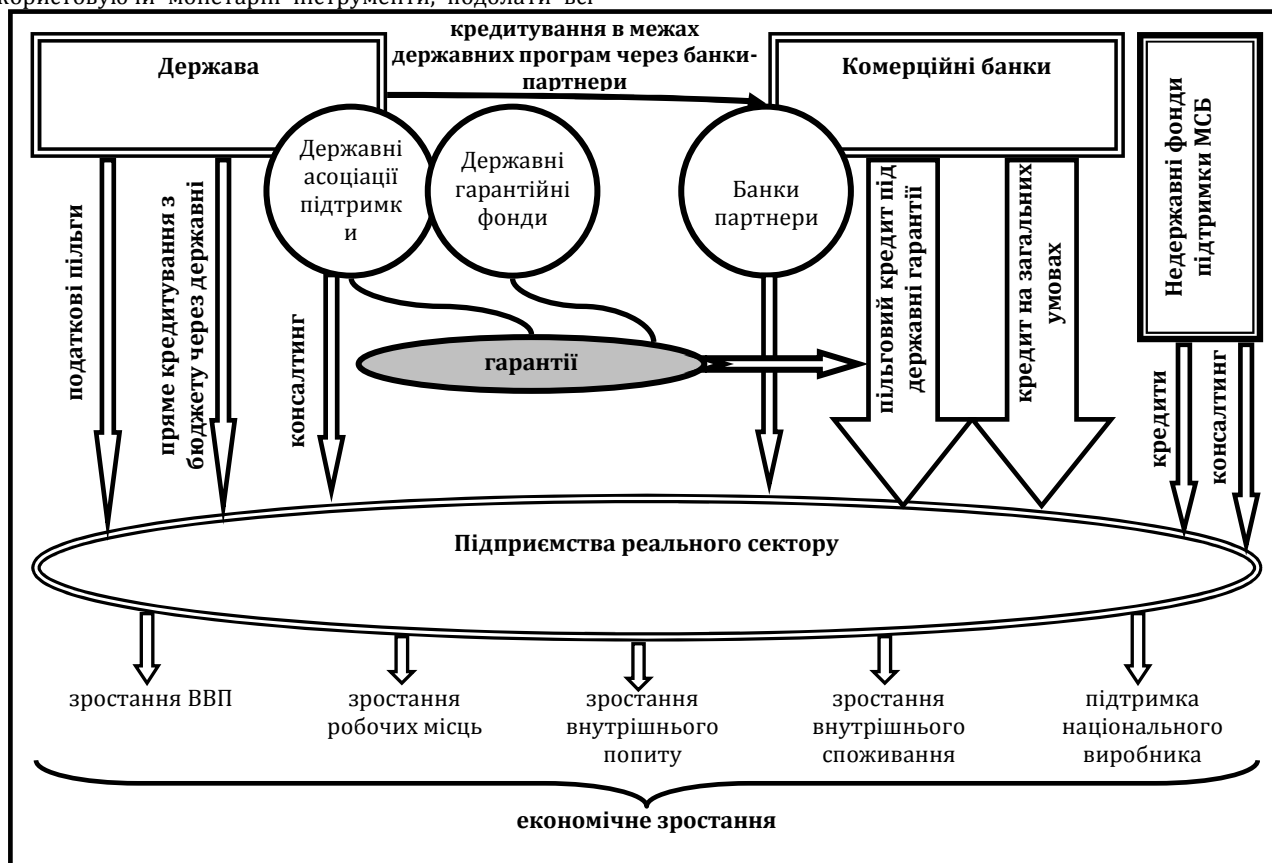 користовуючи монетарні інструменти, подолати всі
кредитування в межах
державних програм через банки-
партнери
Держава
Комерційні банки
Недержавні фонди
підтримки МСБ
Державні
асоціації
підтримк
и
Державні
гарантійні
фонди
Банки
партнери
податкові пільги
пряме кредитування з
бюджету через державні
консалтинг
гарантії
пільговий кредит під
державні гарантії
кредит на загальних
умовах
кредити
консалтинг
Підприємства реального сектору
зростання ВВП
зростання
робочих місць
зростання
внутрішнього
попиту
зростання
внутрішнього
споживання
підтримка
національного
виробника
економічне зростання